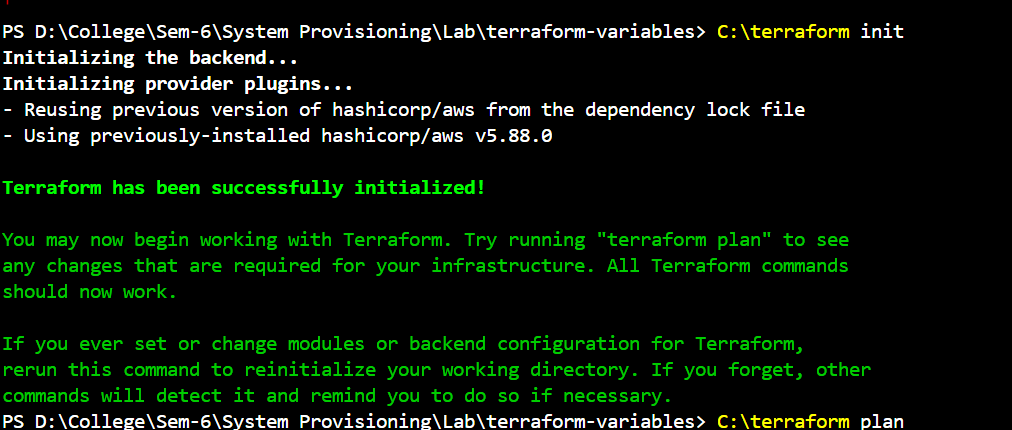 PS D:\College\Sem-6\System Provisioning\Lab\terraform-variables> C:\terraform init
Initializing the backend...
Initializing provider plugins...
- Reusing previous version of hashicorp/aws from the dependency lock file
- Using previously-installed hashicorp/aws v5.88.0
Terraform has been successfully initialized!
You may now begin working with Terraform. Try running "terraform plan" to see
any changes that are required for your infrastructure. All Terraform commands
should now work.
If you ever set or change modules or backend configuration for Terraform,
rerun this command to reinitialize your working directory. If you forget, other
commands will detect it and remind you to do so if necessary.
PS D:\College\Sem-6\System Provisioning\Lab\terraform-variables> C:\terraform plan